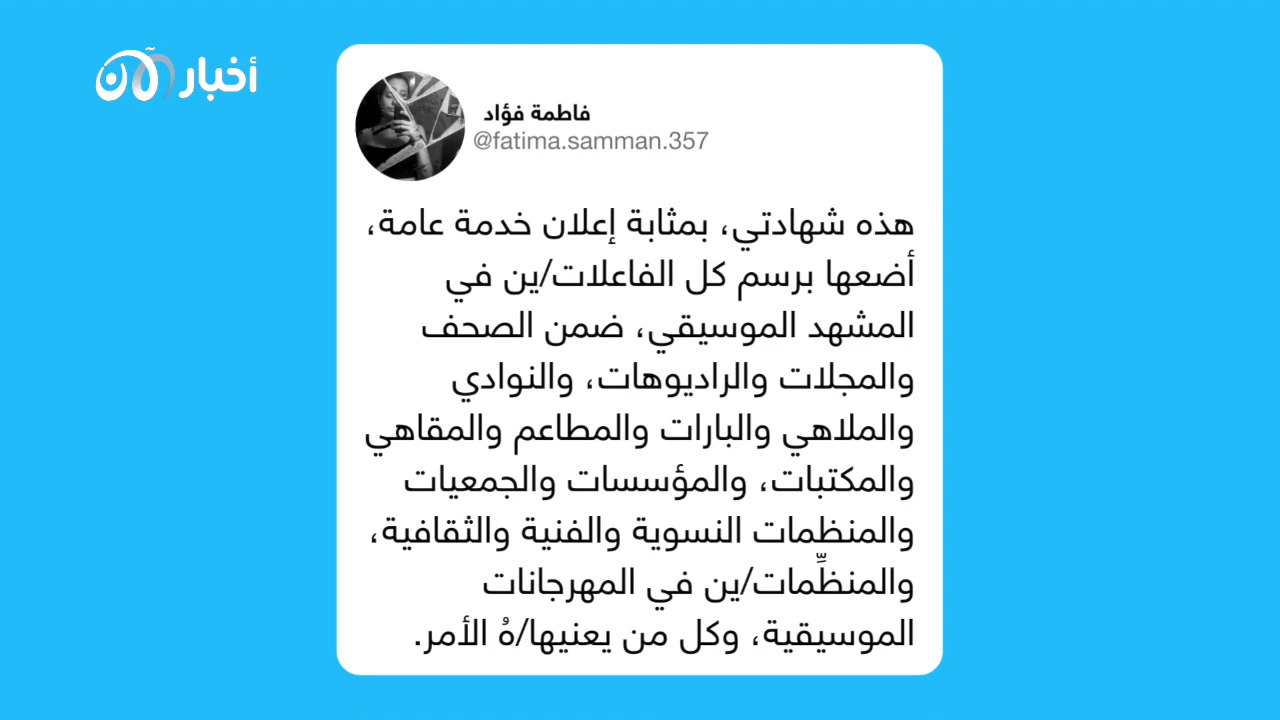 أخبار الآن
فاطمة فؤاد
@fatima.samman.357
هذه شهادتي، بمثابة إعلان خدمة عامة،
أضعها برسم كل الفاعلات/ين في
المشهد الموسيقي، ضمن الصحف
والمجلات والراديوهات، والنوادي
والملاهي والبارات والمطاعم والمقاهي
والمكتبات، والمؤسسات والجمعيات
والمنظمات النسوية والفنية والثقافية،
والمنظِّمات/ين في المهرجانات
الموسيقية، وكل من يعنيها/هُ الأمر.